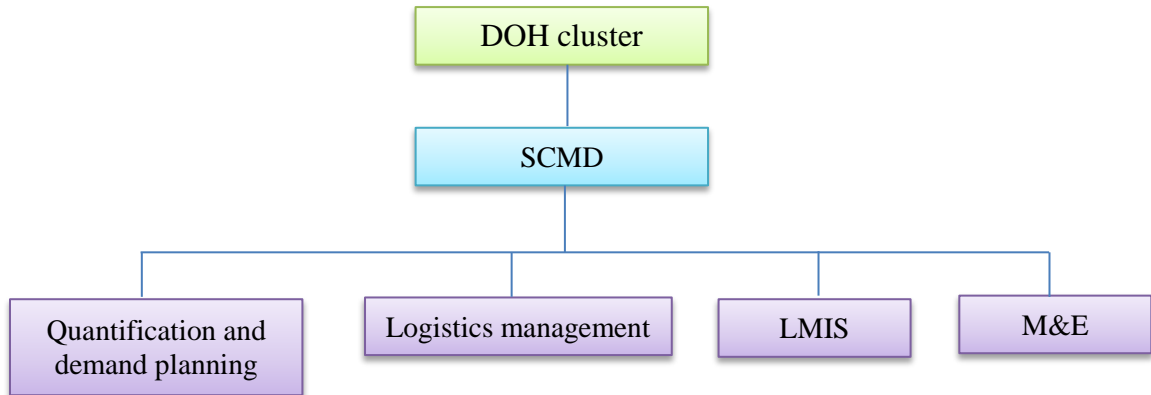 DOH cluster
SCMD
Quantification and
demand planning
Logistics management
LMIS
M&E